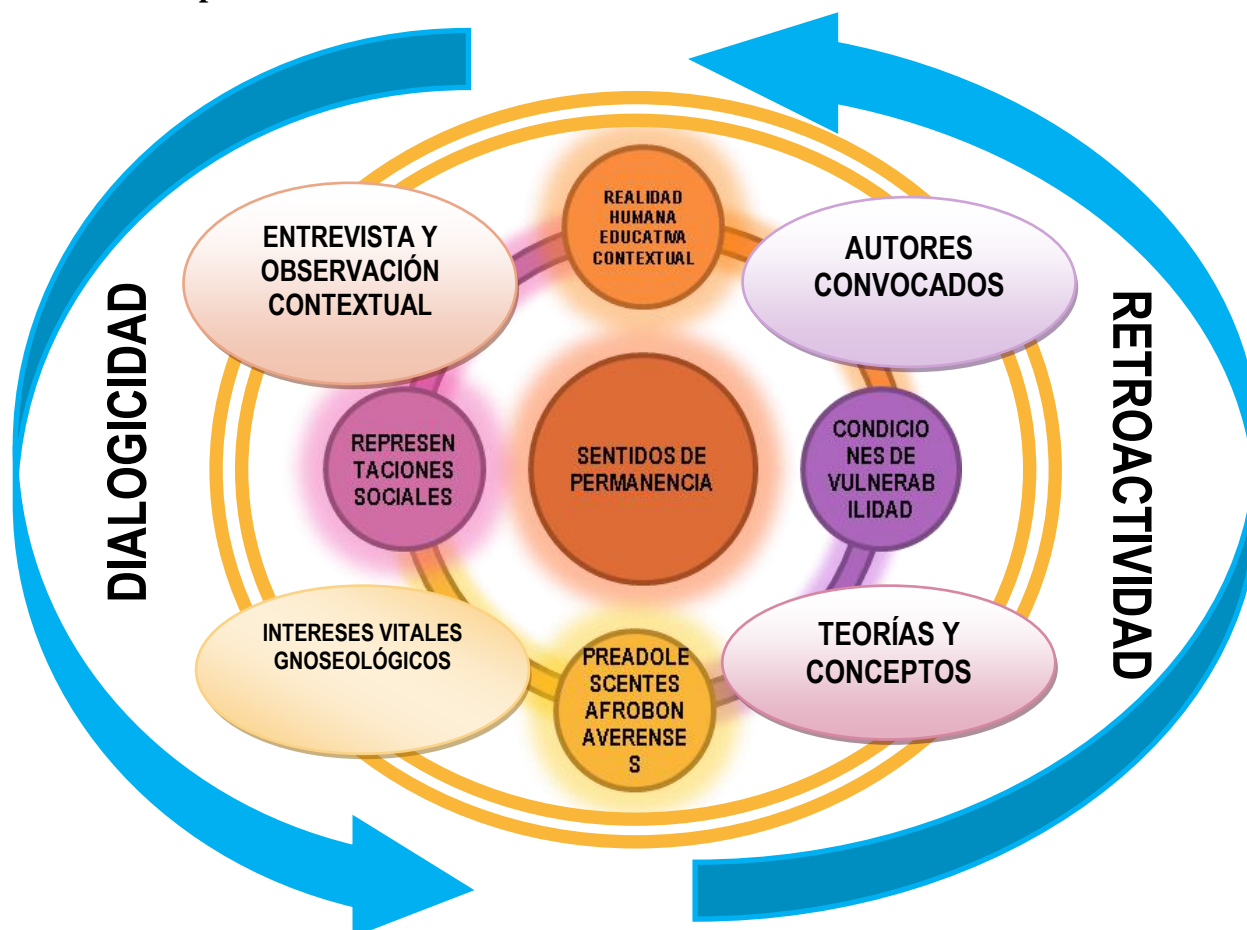 REALIDAD
HUMANA
EDUCATIVA
CONTEXTUAL
ENTREVISTA Y
OBSERVACIÓN
CONTEXTUAL
AUTORES
CONVOCADOS
DIALOGICIDAD
RETROACTIVIDAD
REPRESEN
TACIONES
SOCIALES
SENTIDOS DE
PERMANENCIA
CONDICIO
NES DE
VULNERAB
ILIDAD
INTERESES VITALES
GNOSEOLÓGICOS
PREADOLE
SCENTES
AFROBON
AVERENSE
S
TEORÍAS Y
CONCEPTOS